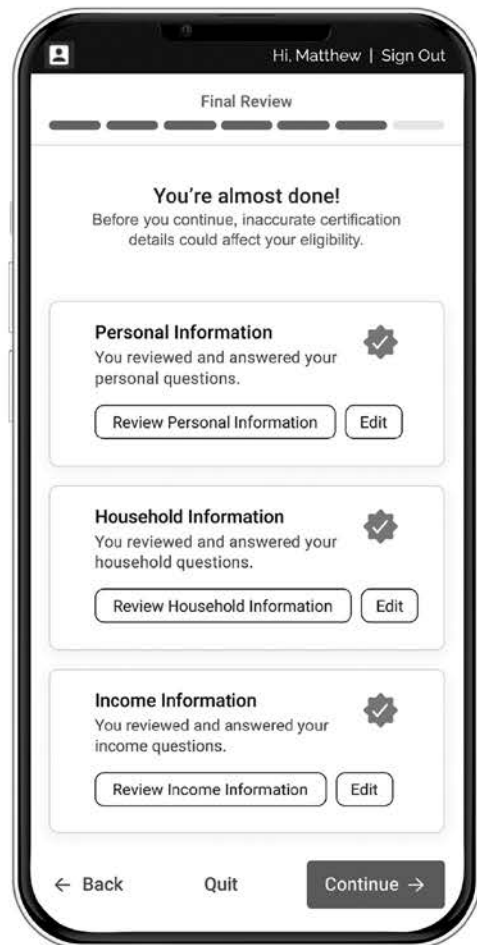 Hi, Matthew | Sign Out
Final Review
You're almost done!
Before you continue, inaccurate certification
details could affect your eligibility.
Personal Information
You reviewed and answered your
personal questions.
Review Personal Information
Edit
Household Information
You reviewed and answered your
household questions.
Review Household Information
Edit
Income Information
You reviewed and answered your
income questions.
Review Income Information
Edit
← Back
Quit
Continue →